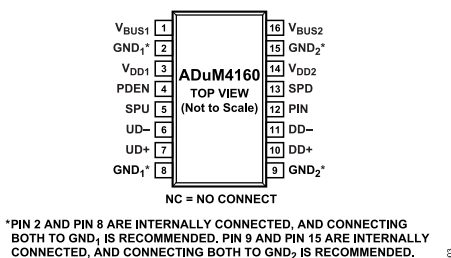 VBUS1 1 16 VBUS2
GND1* 2 15 GND2*
VDD1 3 14 VDD2
PDEN 4 13 SPD
SPU 5 12 PIN
UD– 6 11 DD–
UD+ 7 10 DD+
GND1* 8 9 GND2*
ADuM4160
TOP VIEW
(Not to Scale)
NC = NO CONNECT
*PIN 2 AND PIN 8 ARE INTERNALLY CONNECTED, AND CONNECTING
BOTH TO GND1 IS RECOMMENDED. PIN 9 AND PIN 15 ARE INTERNALLY
CONNECTED, AND CONNECTING BOTH TO GND2 IS RECOMMENDED.